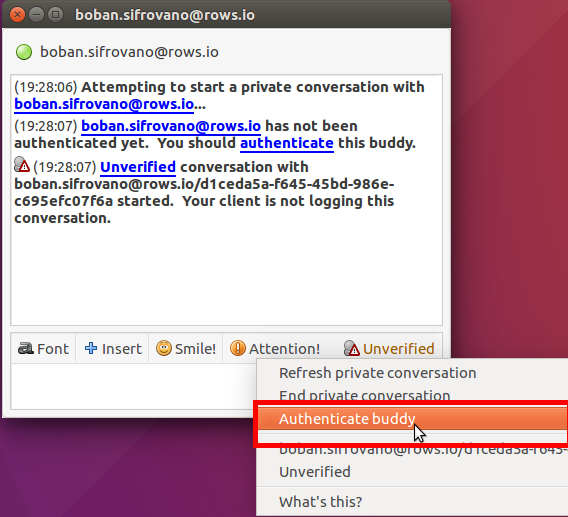 boban.sifrovano@rows.io
boban.sifrovano@rows.io
(19:28:06) Attempting to start a private conversation with
boban.sifrovano@rows.io...
(19:28:07) boban.sifrovano@rows.io has not been
authenticated yet.  You should authenticate this buddy.
(19:28:07) Unverified conversation with
boban.sifrovano@rows.io/d1ceda5a-f645-45bd-986e-
c695efc07f6a started.  Your client is not logging this
conversation.
Font Insert Smile! Attention! Unverified
Refresh private conversation
End private conversation
Authenticate buddy
boban.sifrovano@rows.io/d1ceda5a-f645-
Unverified
What's this?